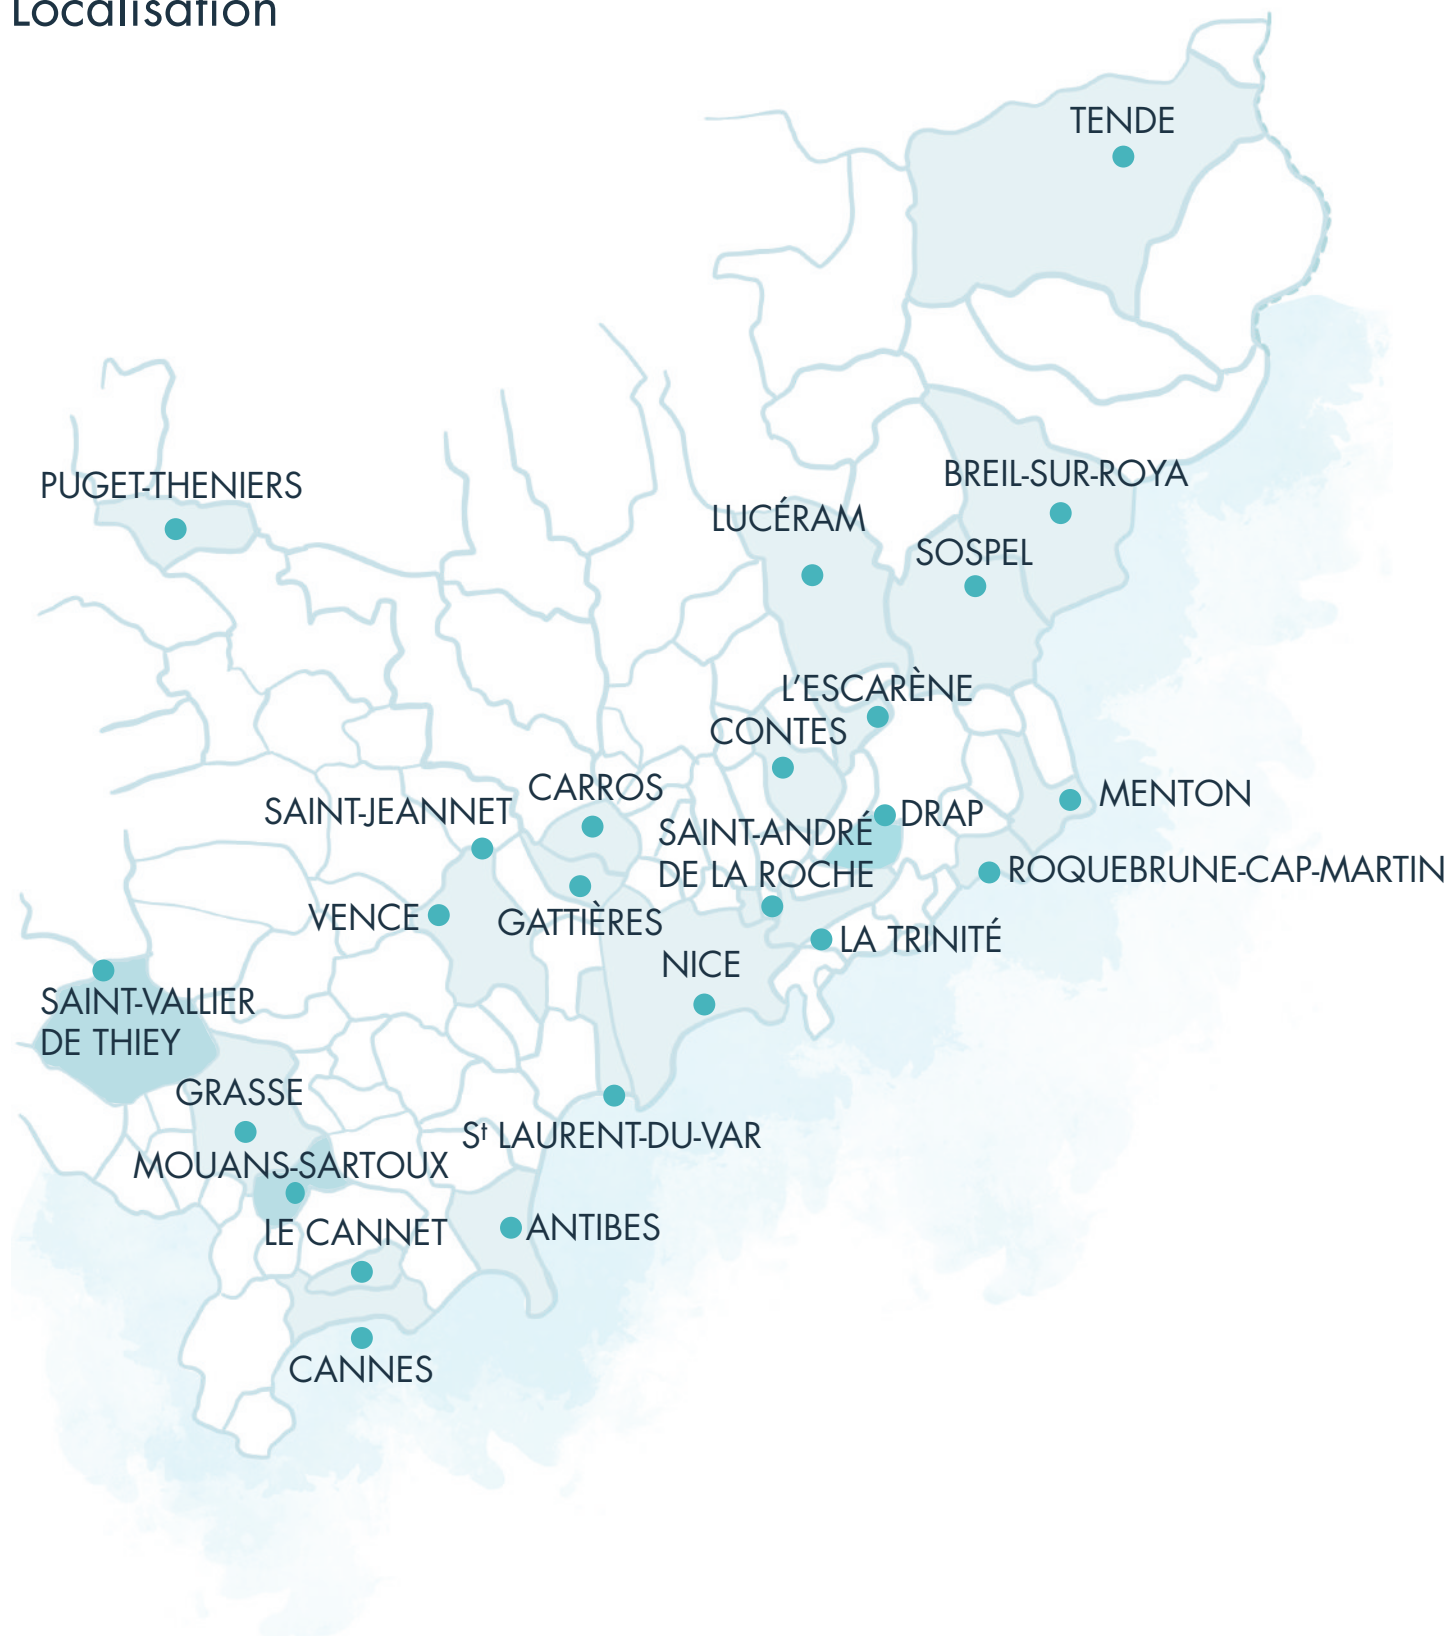 Localisation
TENDE
PUGET-THENIERS
BREIL-SUR-ROYA
LUCÉRAM
SOSPEL
L'ESCARÈNE
CONTES
CARROS
MENTON
SAINT-JEANNET
DRAP
SAINT-ANDRÉ
DE LA ROCHE
ROQUEBRUNE-CAP-MARTIN
VENCE
GATTIÈRES
LA TRINITÉ
NICE
SAINT-VALLIER
DE THIEY
GRASSE
St LAURENT-DU-VAR
MOUANS-SARTOUX
ANTIBES
LE CANNET
CANNES